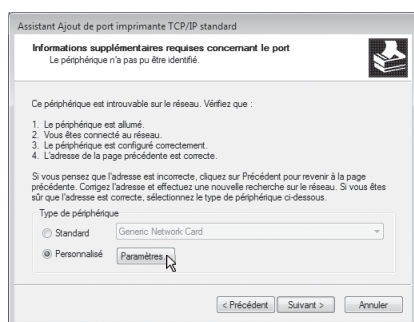 Assistant Ajout de port imprimante TCP/IP standard
Informations supplémentaires requises concernant le port
Le périphérique n'a pas pu être identifié.
Ce périphérique est introuvable sur le réseau. Vérifiez que :
1. Le périphérique est allumé.
2. Vous êtes connecté au réseau.
3. Le périphérique est configuré correctement.
4. L'adresse de la page précédente est correcte.
Si vous pensez que l'adresse est incorrecte, cliquez sur Précédent pour revenir à la page
précédente. Corrigez l'adresse et effectuez une nouvelle recherche sur le réseau. Si vous êtes
sûr que l'adresse est correcte, sélectionnez le type de périphérique ci-dessous.
Type de périphérique
Standard
Generic Network Card
Personnalisé
Paramètres...
< Précédent
Suivant >
Annuler